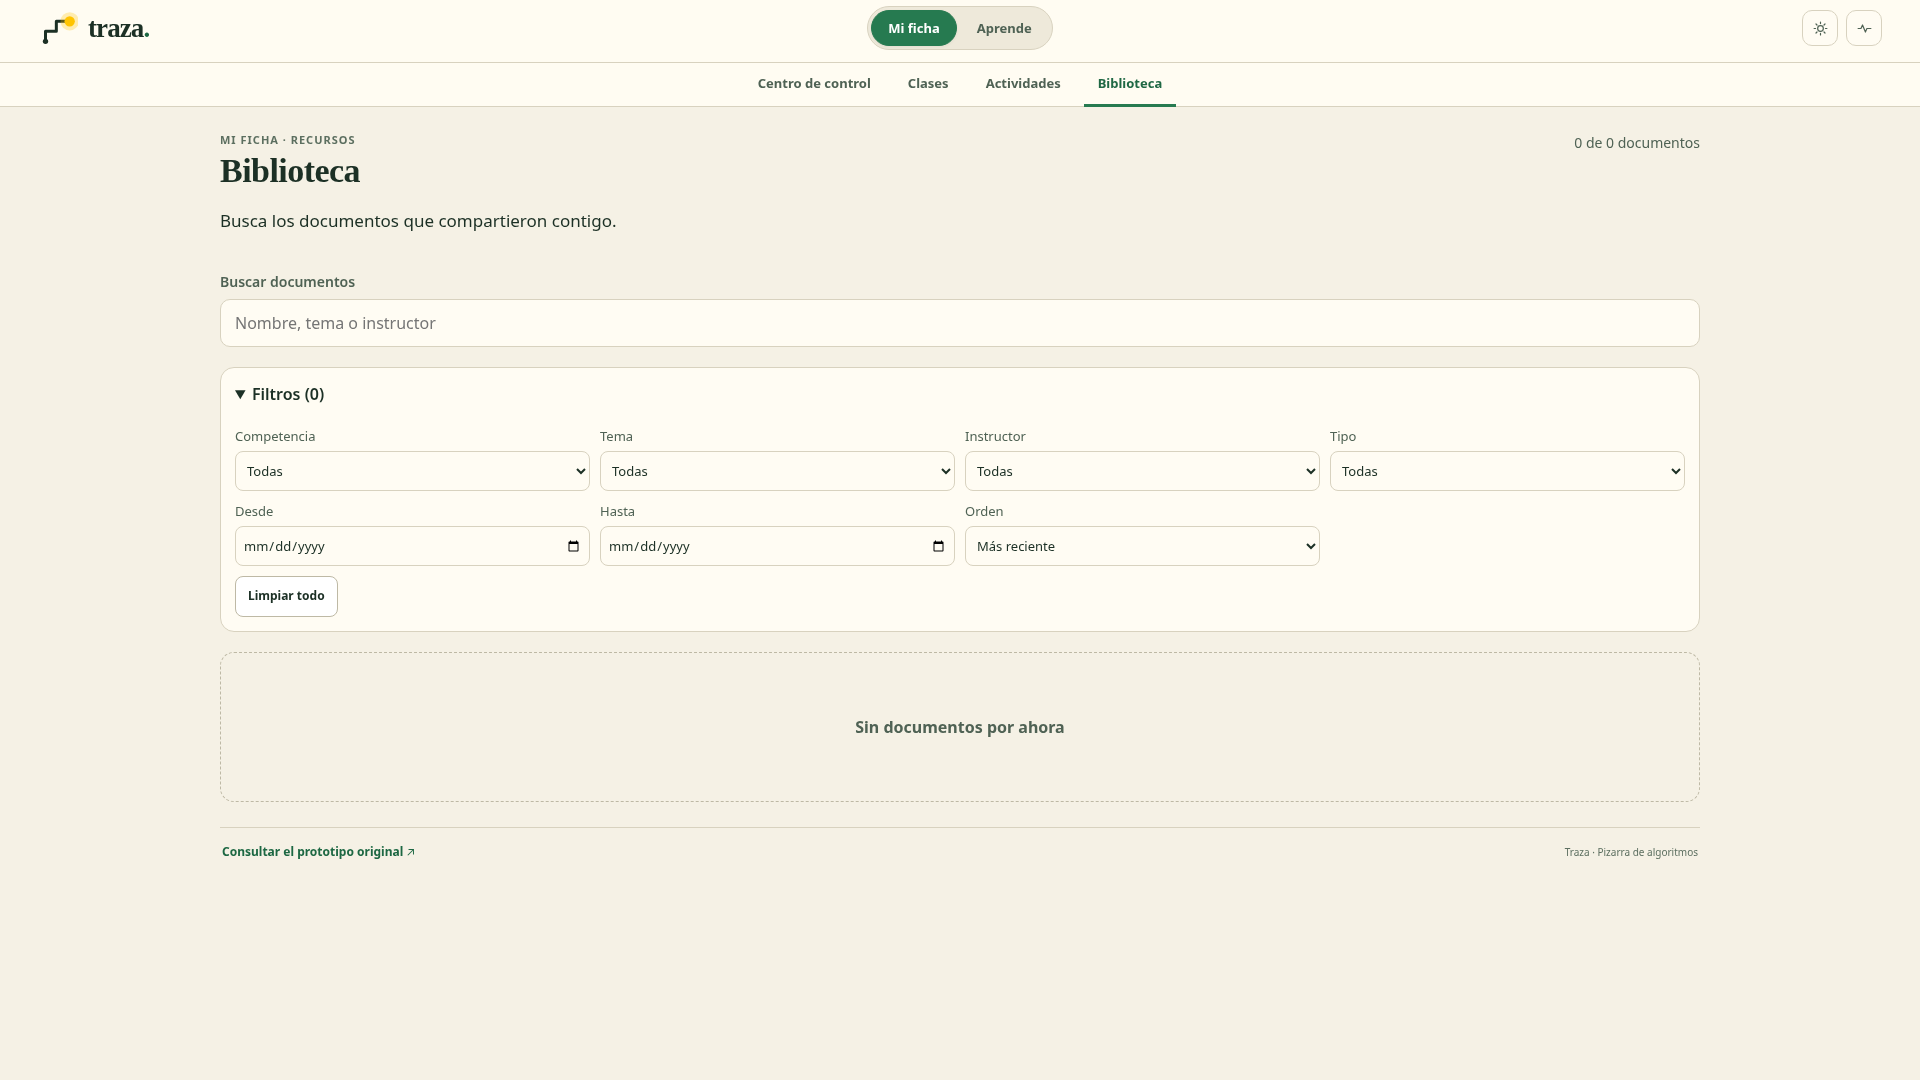 traza.
Mi ficha
Aprende
Centro de control
Clases
Actividades
Biblioteca
MI FICHA · RECURSOS
0 de 0 documentos
Biblioteca
Busca los documentos que compartieron contigo.
Buscar documentos
Nombre, tema o instructor
▼ Filtros (0)
Competencia
Tema
Instructor
Tipo
Todas
Todas
Todas
Todas
Desde
Hasta
Orden
mm/dd/yyyy
mm/dd/yyyy
Más reciente
Limpiar todo
Sin documentos por ahora
Consultar el prototipo original ↗
Traza · Pizarra de algoritmos